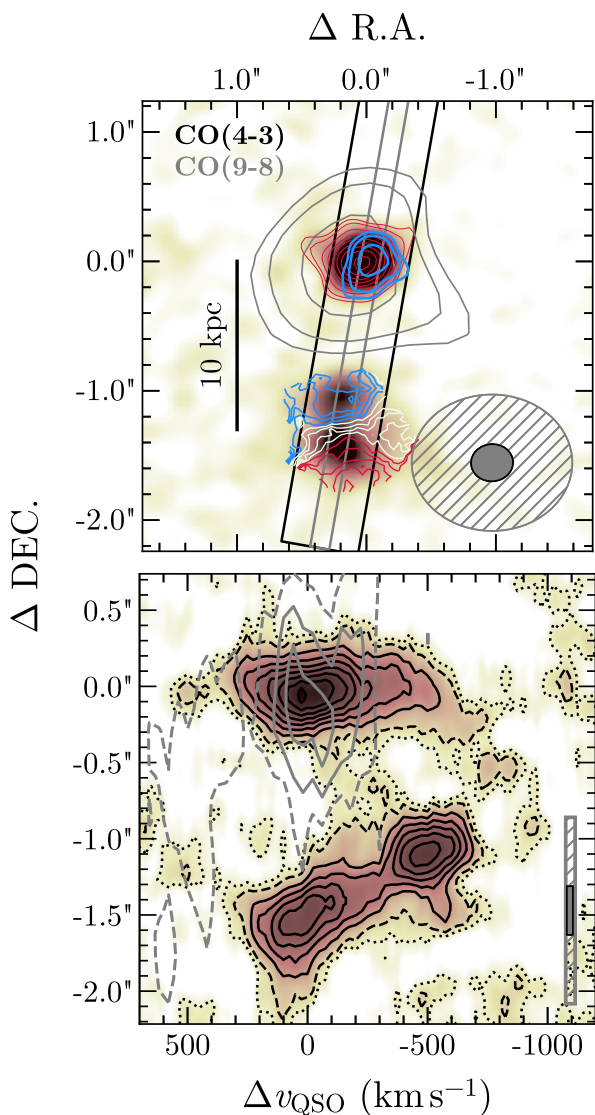 Δ R.A.
1.0" 0.0" -1.0"
CO(4-3)
CO(9-8)
1.0"
0.0"
-1.0"
-2.0"
10 kpc
Δ DEC.
0.5"
0.0"
-0.5"
-1.0"
-1.5"
-2.0"
500 0 -500 -1000
Δv_QSO (km s⁻¹)